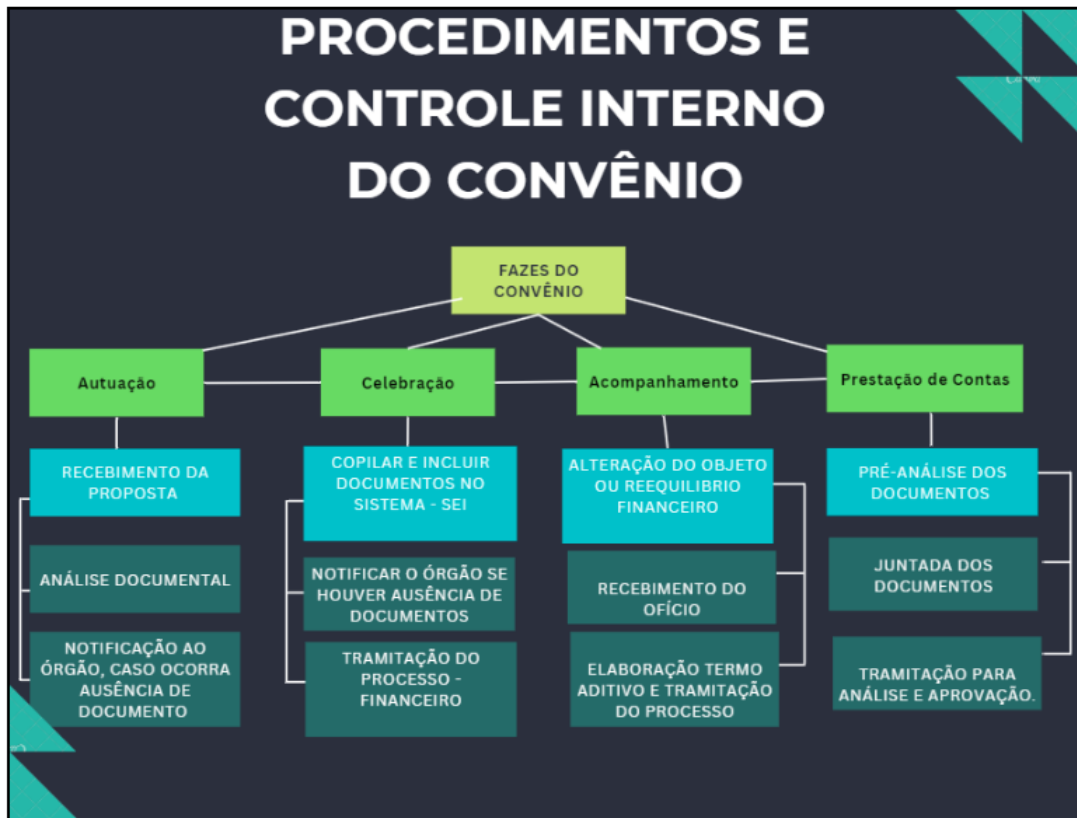 PROCEDIMENTOS E
CONTROLE INTERNO
DO CONVÊNIO
FAZES DO
CONVÊNIO
Autuação
Celebração
Acompanhamento
Prestação de Contas
RECEBIMENTO DA
PROPOSTA
ANÁLISE DOCUMENTAL
NOTIFICAÇÃO AO
ÓRGÃO, CASO OCORRA
AUSÊNCIA DE
DOCUMENTO
COPILAR E INCLUIR
DOCUMENTOS NO
SISTEMA - SEI
NOTIFICAR O ÓRGÃO SE
HOUVER AUSÊNCIA DE
DOCUMENTOS
TRAMITAÇÃO DO
PROCESSO -
FINANCEIRO
ALTERAÇÃO DO OBJETO
OU REEQUILIBRIO
FINANCEIRO
RECEBIMENTO DO
OFÍCIO
ELABORAÇÃO TERMO
ADITIVO E TRAMITAÇÃO
DO PROCESSO
PRÉ-ANÁLISE DOS
DOCUMENTOS
JUNTADA DOS
DOCUMENTOS
TRAMITAÇÃO PARA
ANÁLISE E APROVAÇÃO.